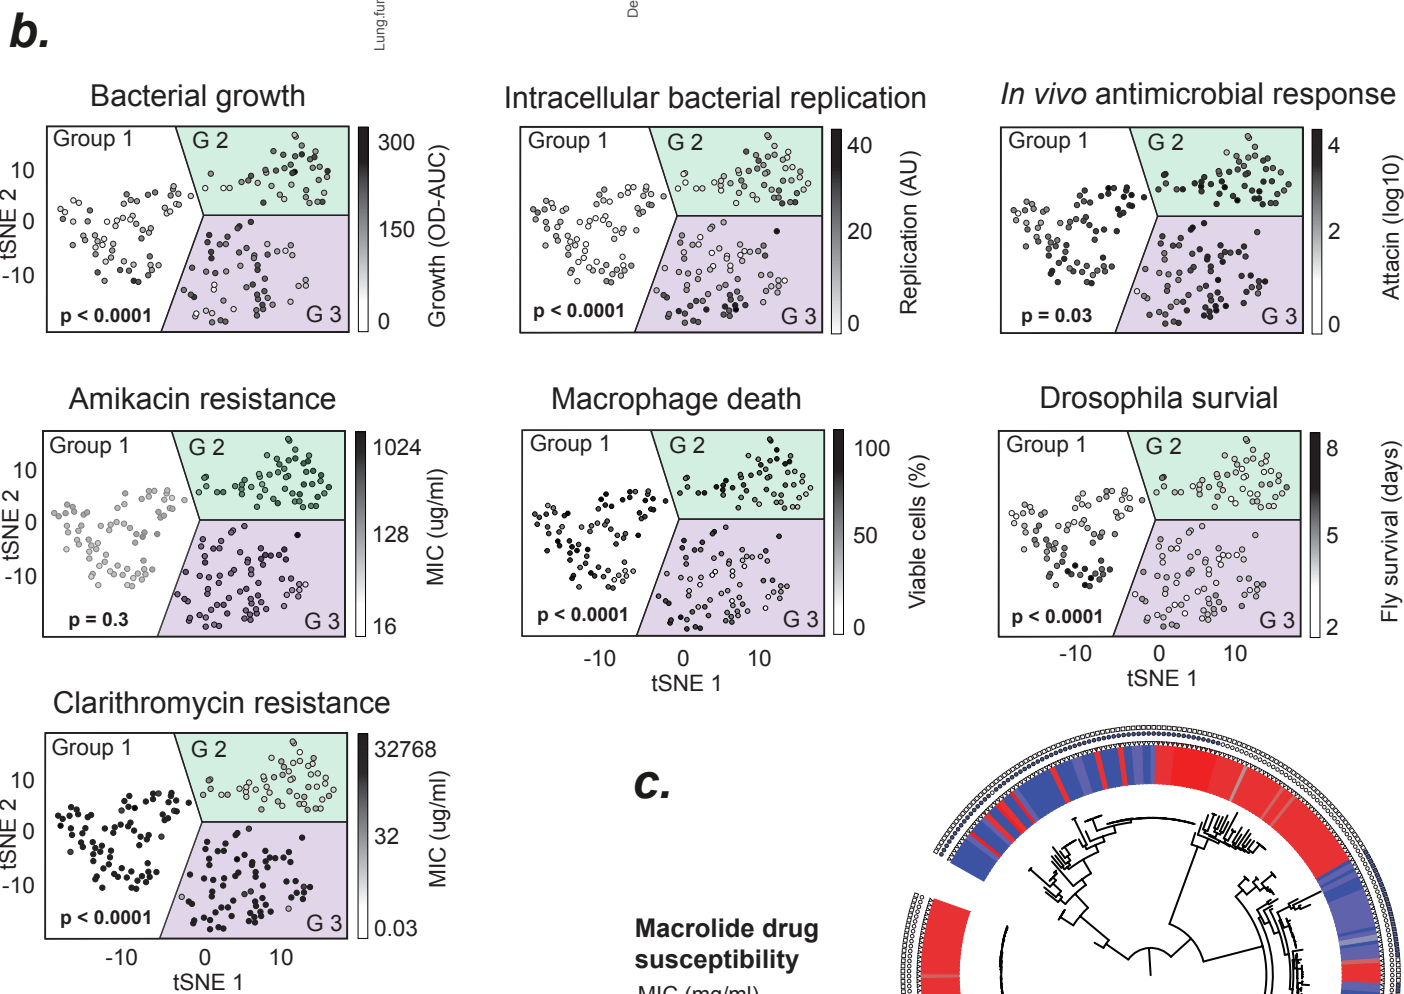 b.
Lung.fur
De
Bacterial growth
Group 1
G 2
G 3
p < 0.0001
10
0
-10
tSNE 2
300
150
0
Growth (OD-AUC)
Intracellular bacterial replication
Group 1
G 2
G 3
p < 0.0001
40
20
0
Replication (AU)
In vivo antimicrobial response
Group 1
G 2
G 3
p = 0.03
4
2
0
Attacin (log10)
Amikacin resistance
Group 1
G 2
G 3
p = 0.3
10
0
-10
tSNE 2
1024
128
16
MIC (ug/ml)
Macrophage death
Group 1
G 2
G 3
p < 0.0001
100
50
0
Viable cells (%)
-10 0 10
tSNE 1
Drosophila survial
Group 1
G 2
G 3
p < 0.0001
8
5
2
Fly survival (days)
-10 0 10
tSNE 1
Clarithromycin resistance
Group 1
G 2
G 3
p < 0.0001
10
0
-10
tSNE 2
32768
32
0.03
MIC (ug/ml)
-10 0 10
tSNE 1
c.
Macrolide drug
susceptibility
MIC (mg/ml)